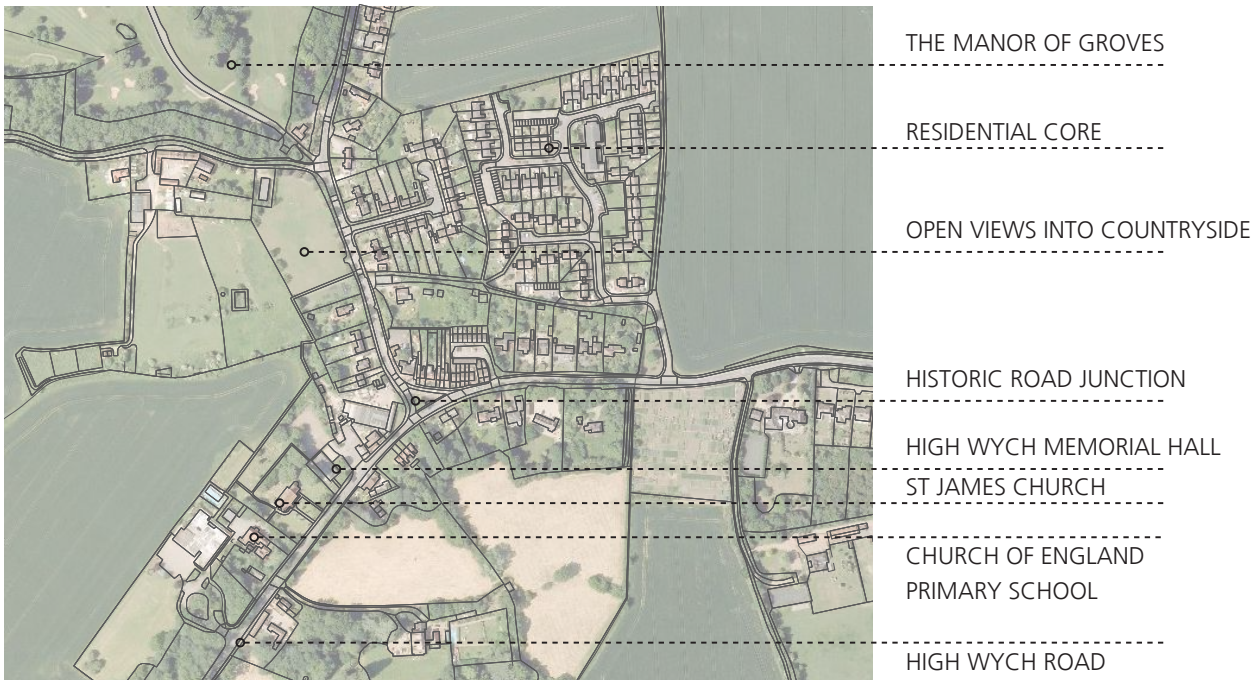 THE MANOR OF GROVES
RESIDENTIAL CORE
OPEN VIEWS INTO COUNTRYSIDE
HISTORIC ROAD JUNCTION
HIGH WYCH MEMORIAL HALL
ST JAMES CHURCH
CHURCH OF ENGLAND
PRIMARY SCHOOL
HIGH WYCH ROAD